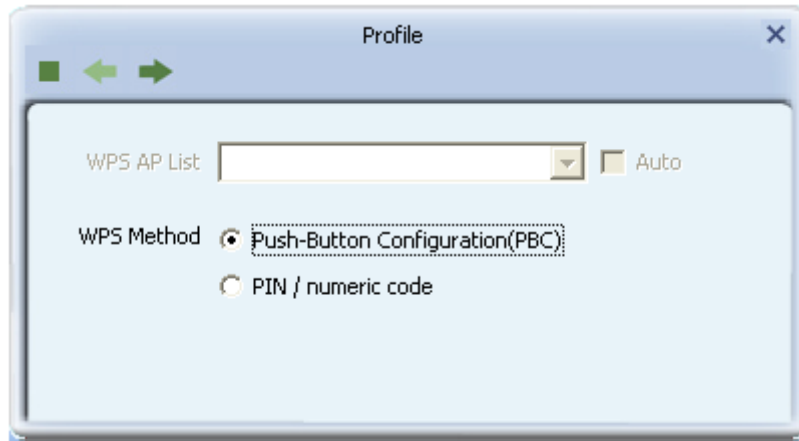 Profile
WPS AP List Auto
WPS Method Push-Button Configuration(PBC)
PIN / numeric code